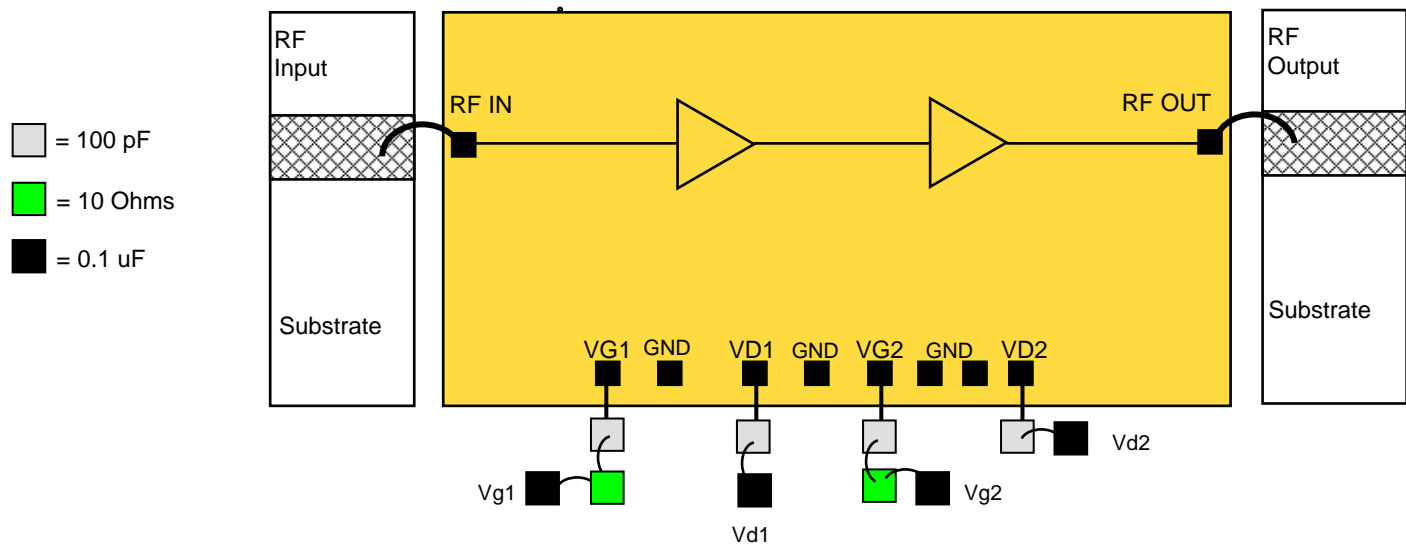 RF
Input
RF
Output
RF IN
RF OUT
= 100 pF
= 10 Ohms
= 0.1 uF
Substrate
Substrate
VG1 GND VD1 GND VG2 GND VD2
Vd2
Vg1
Vg2
Vd1